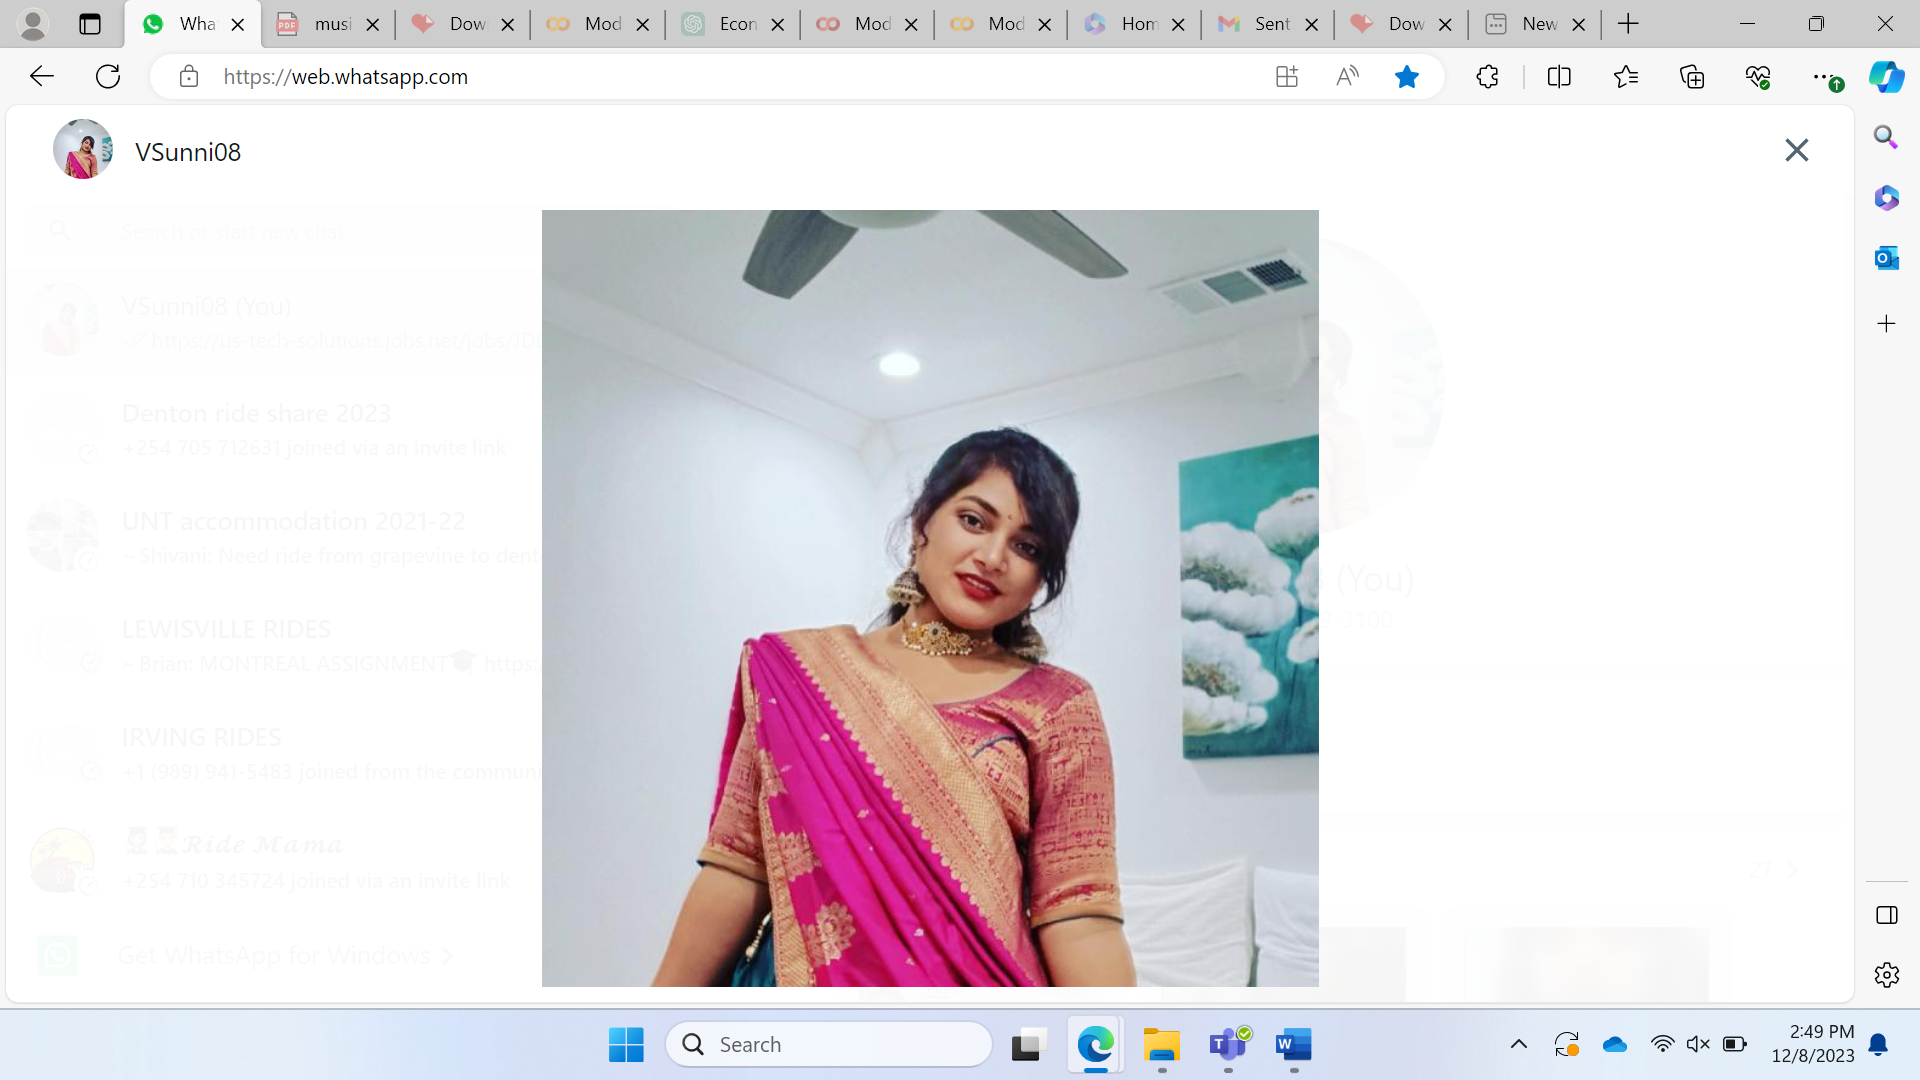 Wha
musi
Dow
Mod
Econ
Mod
Mod
Hom
Sent
Dow
New
https://web.whatsapp.com
VSunni08
Search or start new chat
VSunni08 (You)
https://us-tech-solutions.jobs.net/jobs/JD
Denton ride share 2023
+254 705 712631 joined via an invite link
UNT accommodation 2021-22
~ Shivani: Need ride from grapevine to dent
LEWISVILLE RIDES
~ Brian: MONTREAL ASSIGNMENT🎓 https:/
IRVING RIDES
+1 (989) 941-5483 joined from the communi
Ride Mama
+254 710 345724 joined via an invite link
Get WhatsApp for Windows
(You)
-3100
27
Search
2:49 PM
12/8/2023